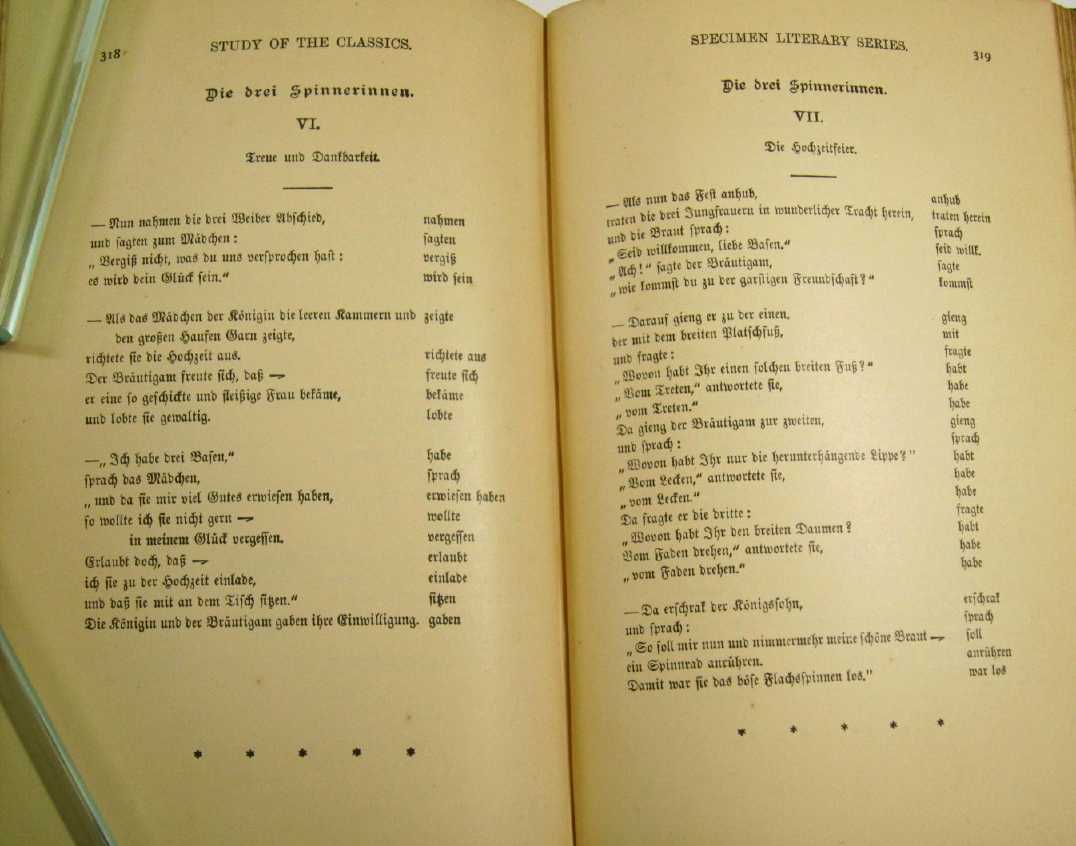 318
STUDY OF THE CLASSICS.
Die drei Spinnerinnen.
VI.
Treue und Dankbarkeit.
— Nun nahmen die drei Weiber Abschied, nahmen
und sagten zum Mädchen: sagten
„Vergiß nicht, was du uns versprochen hast: vergiß
es wird dein Glück sein.“ wird sein
— Als das Mädchen der Königin die leeren Kammern und zeigte
den großen Haufen Garn zeigte,
richtete sie die Hochzeit aus. richtete aus
Der Bräutigam freute sich, daß — freute sich
er eine so geschickte und fleißige Frau bekäme, bekäme
und lobte sie gewaltig. lobte
—„Ich habe drei Basen,“ habe
sprach das Mädchen, sprach
„und da sie mir viel Gutes erwiesen haben, erwiesen haben
so wollte ich sie nicht gern — wollte
in meinem Glück vergessen. vergessen
Erlaubt doch, daß — erlaubt
ich sie zu der Hochzeit einlade, einlade
und daß sie mit an dem Tisch sitzen.“ sitzen
Die Königin und der Bräutigam gaben ihre Einwilligung. gaben
* * * * *
SPECIMEN LITERARY SERIES.
319
Die drei Spinnerinnen.
VII.
Die Hochzeitfeier.
— Als nun das Fest anhub, anhub
traten die drei Jungfrauern in wunderlicher Tracht herein, traten herein
und die Braut sprach: sprach
„Seid willkommen, liebe Basen.“ seid willk.
„Ach!“ sagte der Bräutigam, sagte
„wie kommst du zu der garstigen Freundschaft?“ kommst
— Darauf gieng er zu der einen, gieng
der mit dem breiten Platschfuß, mit
und fragte: fragte
„Wovon habt Ihr einen solchen breiten Fuß?“ habt
„Vom Treten,“ antwortete sie, habe
„vom Treten.“ habe
Da gieng der Bräutigam zur zweiten, gieng
und sprach: sprach
„Wovon habt Ihr nur die herunterhängende Lippe?“ habt
„Vom Lecken,“ antwortete sie, habe
„vom Lecken.“ habe
Da fragte er die dritte: fragte
„Wovon habt Ihr den breiten Daumen? habt
Vom Faden drehen,“ antwortete sie, habe
„vom Faden drehen.“ habe
— Da erschrak der Königssohn, erschrak
und sprach: sprach
„So soll mir nun und nimmermehr meine schöne Braut — soll
ein Spinnrad anrühren. anrühren
Damit war sie das böse Flachsspinnen los.“ war los
* * * * *